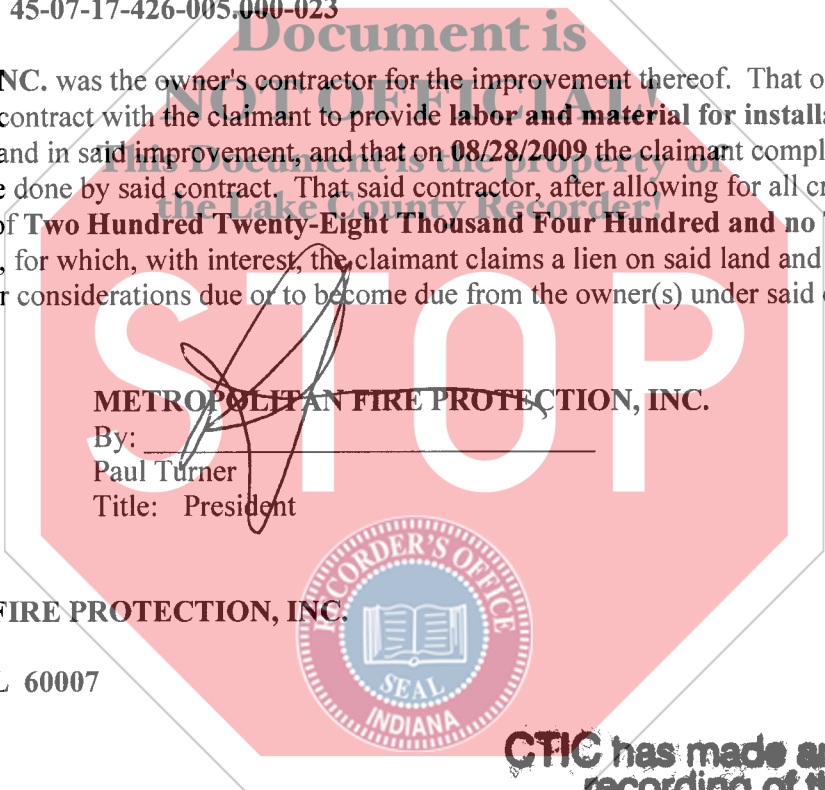 45-07-17-426-005.000-023
Document is
NC. was the owner's contractor for the improvement thereof. That o
NOT OFFICIAL!
contract with the claimant to provide labor and material for installa
This Document is the property of
and in said improvement, and that on 08/28/2009 the claimant compl
e done by said contract. That said contractor, after allowing for all cr
the Lake County Recorder!
of Two Hundred Twenty-Eight Thousand Four Hundred and no
, for which, with interest, the claimant claims a lien on said land and
r considerations due or to become due from the owner(s) under said
STOP
METROPOLITAN FIRE PROTECTION, INC.
By:
Paul Turner
Title: President
RECORDER'S OFFICE
FIRE PROTECTION, INC.
L 60007
SEAL
INDIANA
CTIC has made a
recording of th